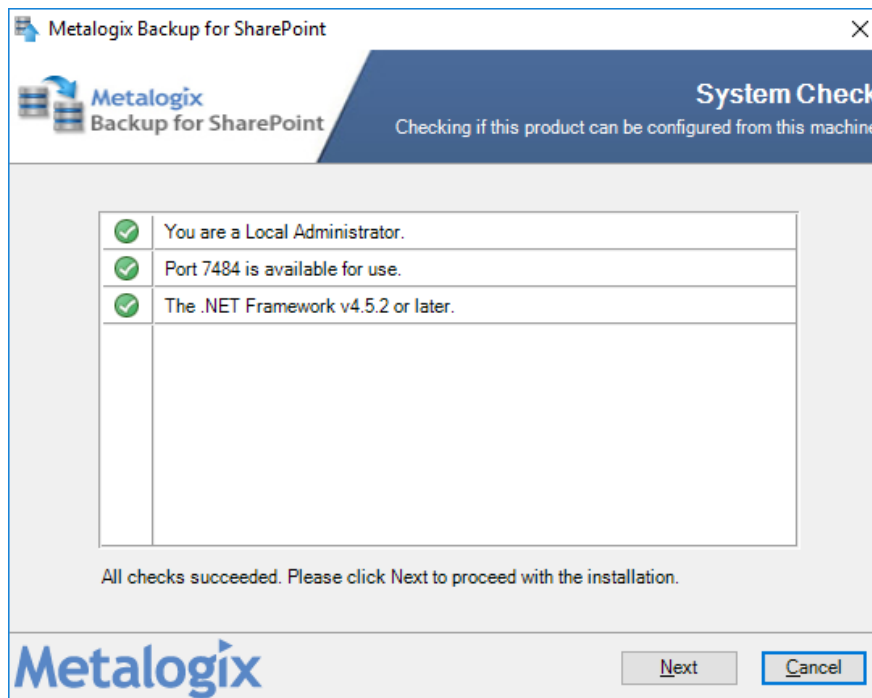 Metalogix Backup for SharePoint
Metalogix
Backup for SharePoint
System Check
Checking if this product can be configured from this machine
You are a Local Administrator.
Port 7484 is available for use.
The .NET Framework v4.5.2 or later.
All checks succeeded. Please click Next to proceed with the installation.
Metalogix
Next
Cancel